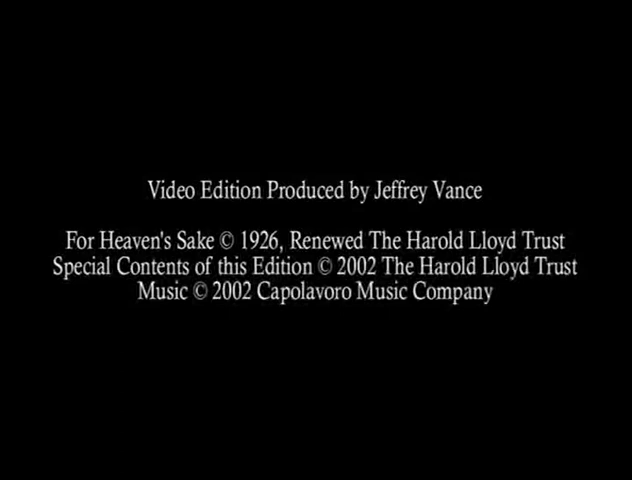 Video Edition Produced by Jeffrey Vance
For Heaven's Sake © 1926, Renewed The Harold Lloyd Trust
Special Contents of this Edition © 2002 The Harold Lloyd Trust
Music © 2002 Capolavoro Music Company